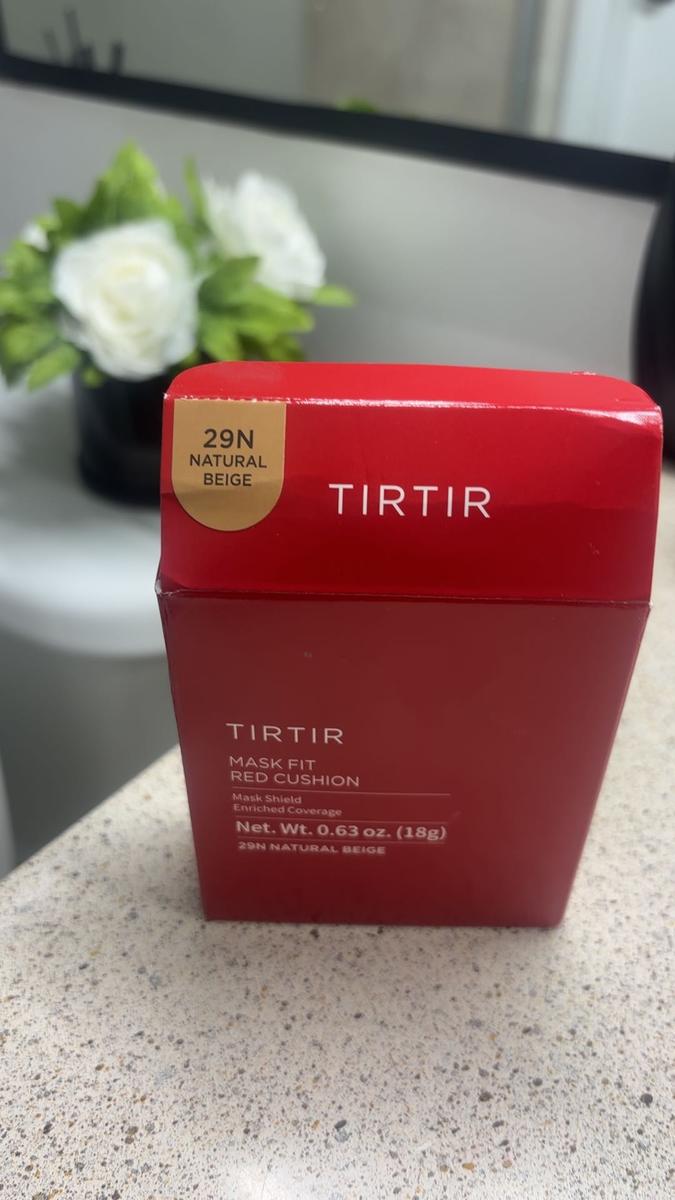 29N
NATURAL
BEIGE
TIRTIR
TIRTIR
MASK FIT
RED CUSHION
Mask Shield
Enriched Coverage
Net. Wt. 0.63 oz. (18g)
29N NATURAL BEIGE